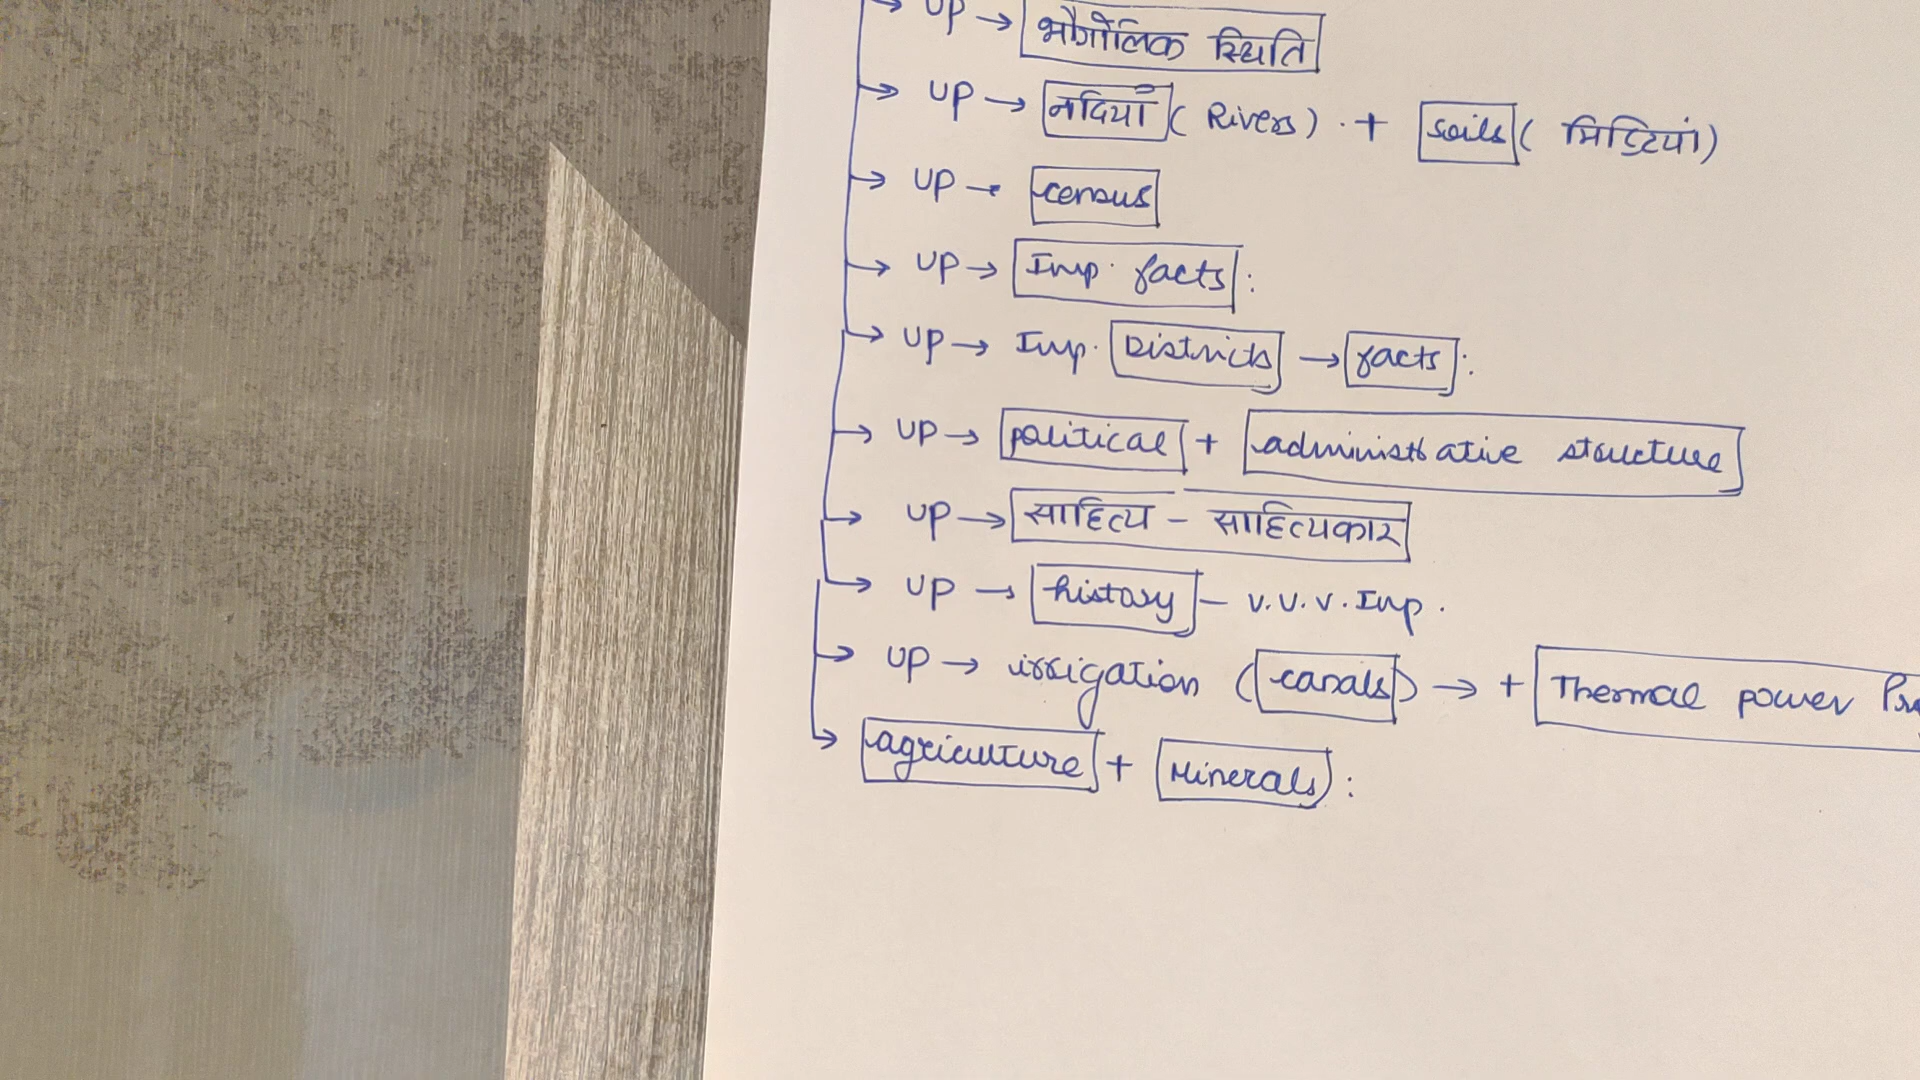 → UP → भौगोलिक स्थिति
→ UP → नदियाँ ( Rivers ) . + soils ( मिट्टियां )
→ UP → census
→ UP → Imp. facts :
→ UP → Imp. Districts → facts :
→ UP → political + administrative structure
→ UP → साहित्य - साहित्यकार
→ UP → history - V.V.V. Imp .
→ UP → irrigation ( canals ) → + Thermal power
→ agriculture + Minerals :